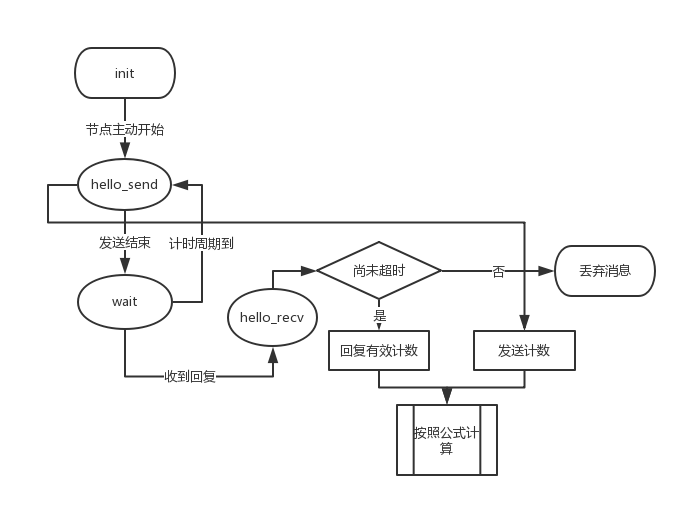 init
节点主动开始
hello_send
发送结束
计时周期到
wait
收到回复
hello_recv
尚未超时
否
丢弃消息
是
回复有效计数
发送计数
按照公式计
算